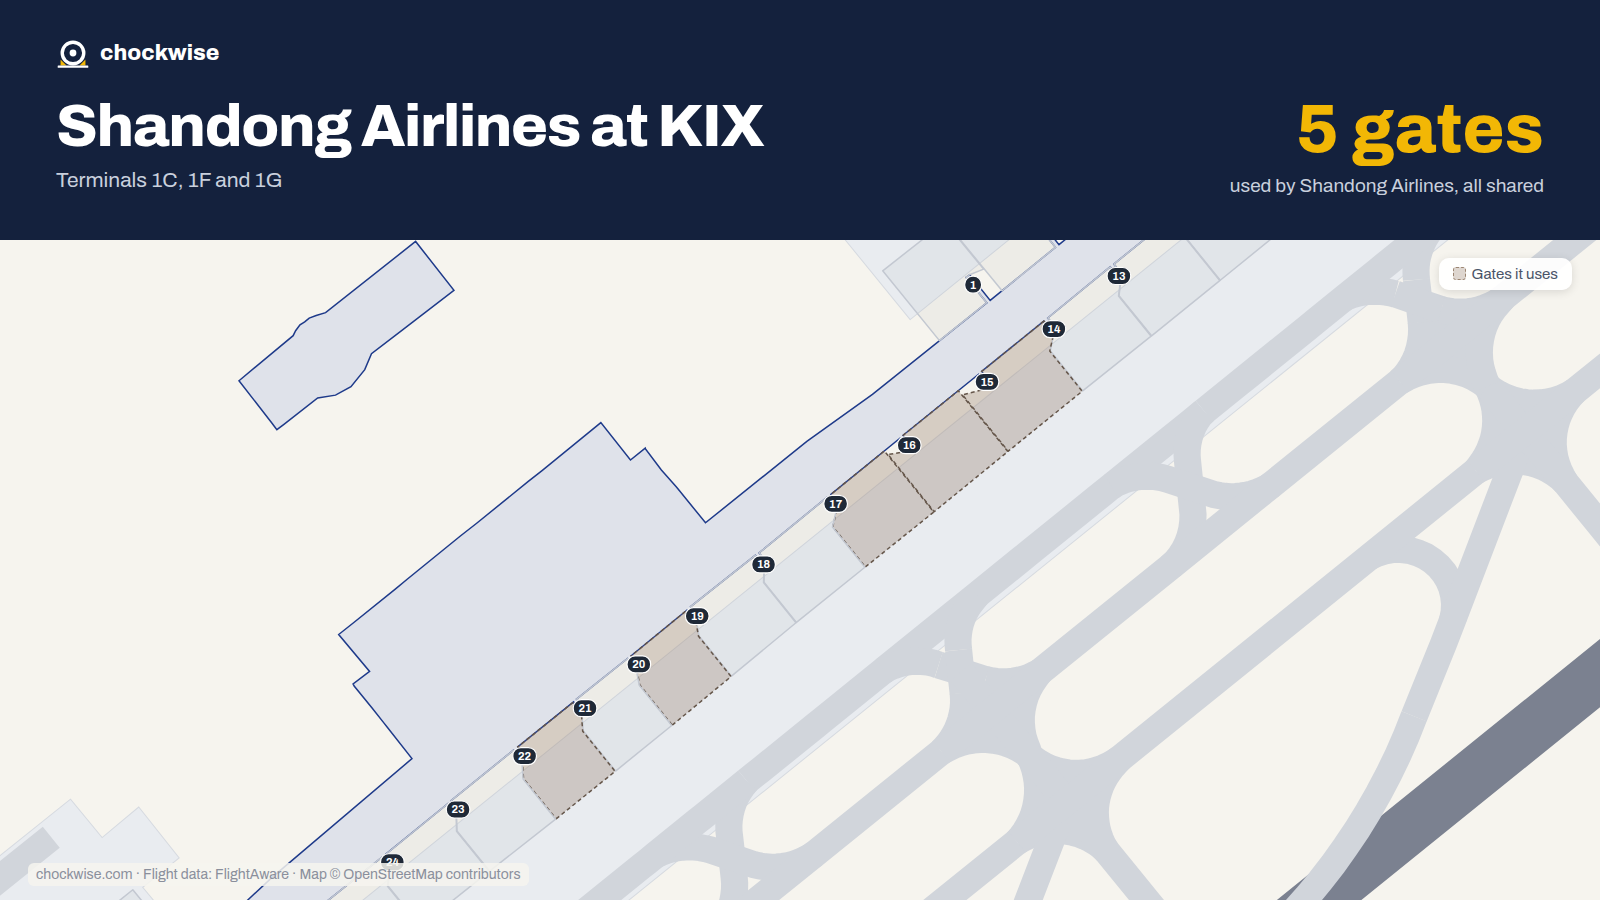 chockwise
Shandong Airlines at KIX
Terminals 1C, 1F and 1G
5 gates
used by Shandong Airlines, all shared
Gates it uses
1
13
14
15
16
17
18
19
20
21
22
23
24
chockwise.com · Flight data: FlightAware · Map © OpenStreetMap contributors